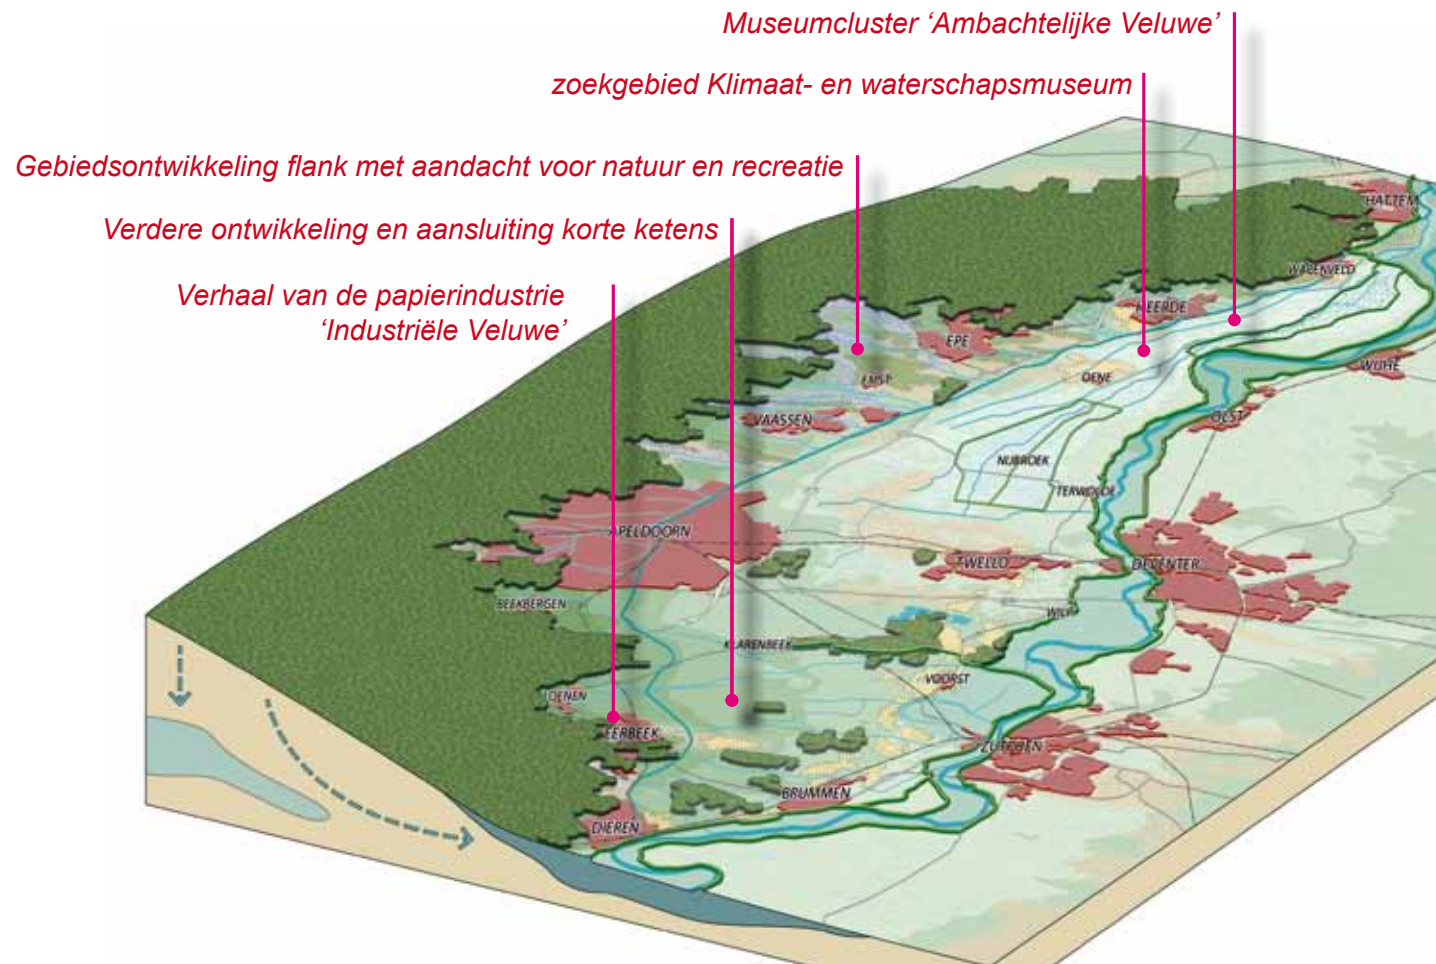 Museumcluster ‘Ambachtelijke Veluwe’
zoekgebied Klimaat- en waterschapsmuseum
Gebiedsontwikkeling flank met aandacht voor natuur en recreatie
Verdere ontwikkeling en aansluiting korte ketens
Verhaal van de papierindustrie
‘Industriële Veluwe’
HATTEM
WAPENVELD
HEERDE
EPE
WIJHE
EMST
OENE
OLST
VAASSEN
NIJBROEK
TERWOLDE
APELDOORN
TWELLO
DEVENTER
BEEKBERGEN
WILP
KLARENBEEK
VOORST
LOENEN
EERBEEK
ZUTPHEN
BRUMMEN
DIEREN